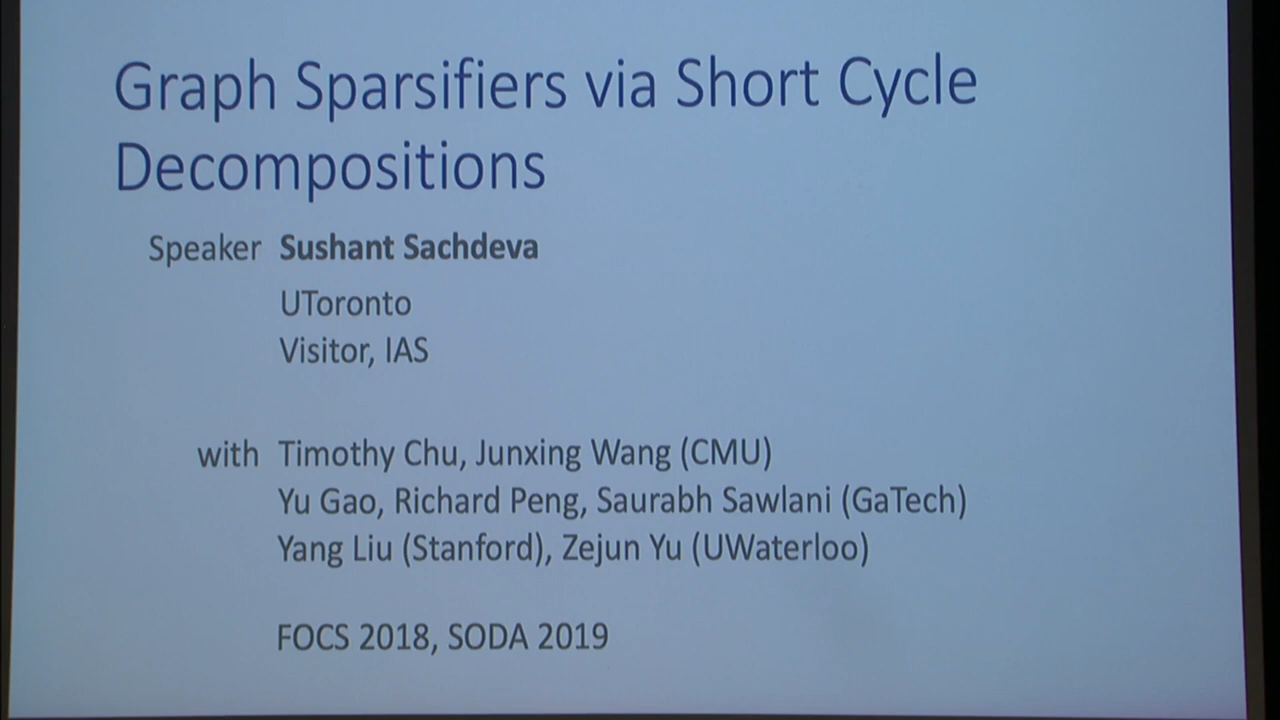 Graph Sparsifiers via Short Cycle
Decompositions
Speaker Sushant Sachdeva
UToronto
Visitor, IAS
with Timothy Chu, Junxing Wang (CMU)
Yu Gao, Richard Peng, Saurabh Sawlani (GaTech)
Yang Liu (Stanford), Zejun Yu (UWaterloo)
FOCS 2018, SODA 2019